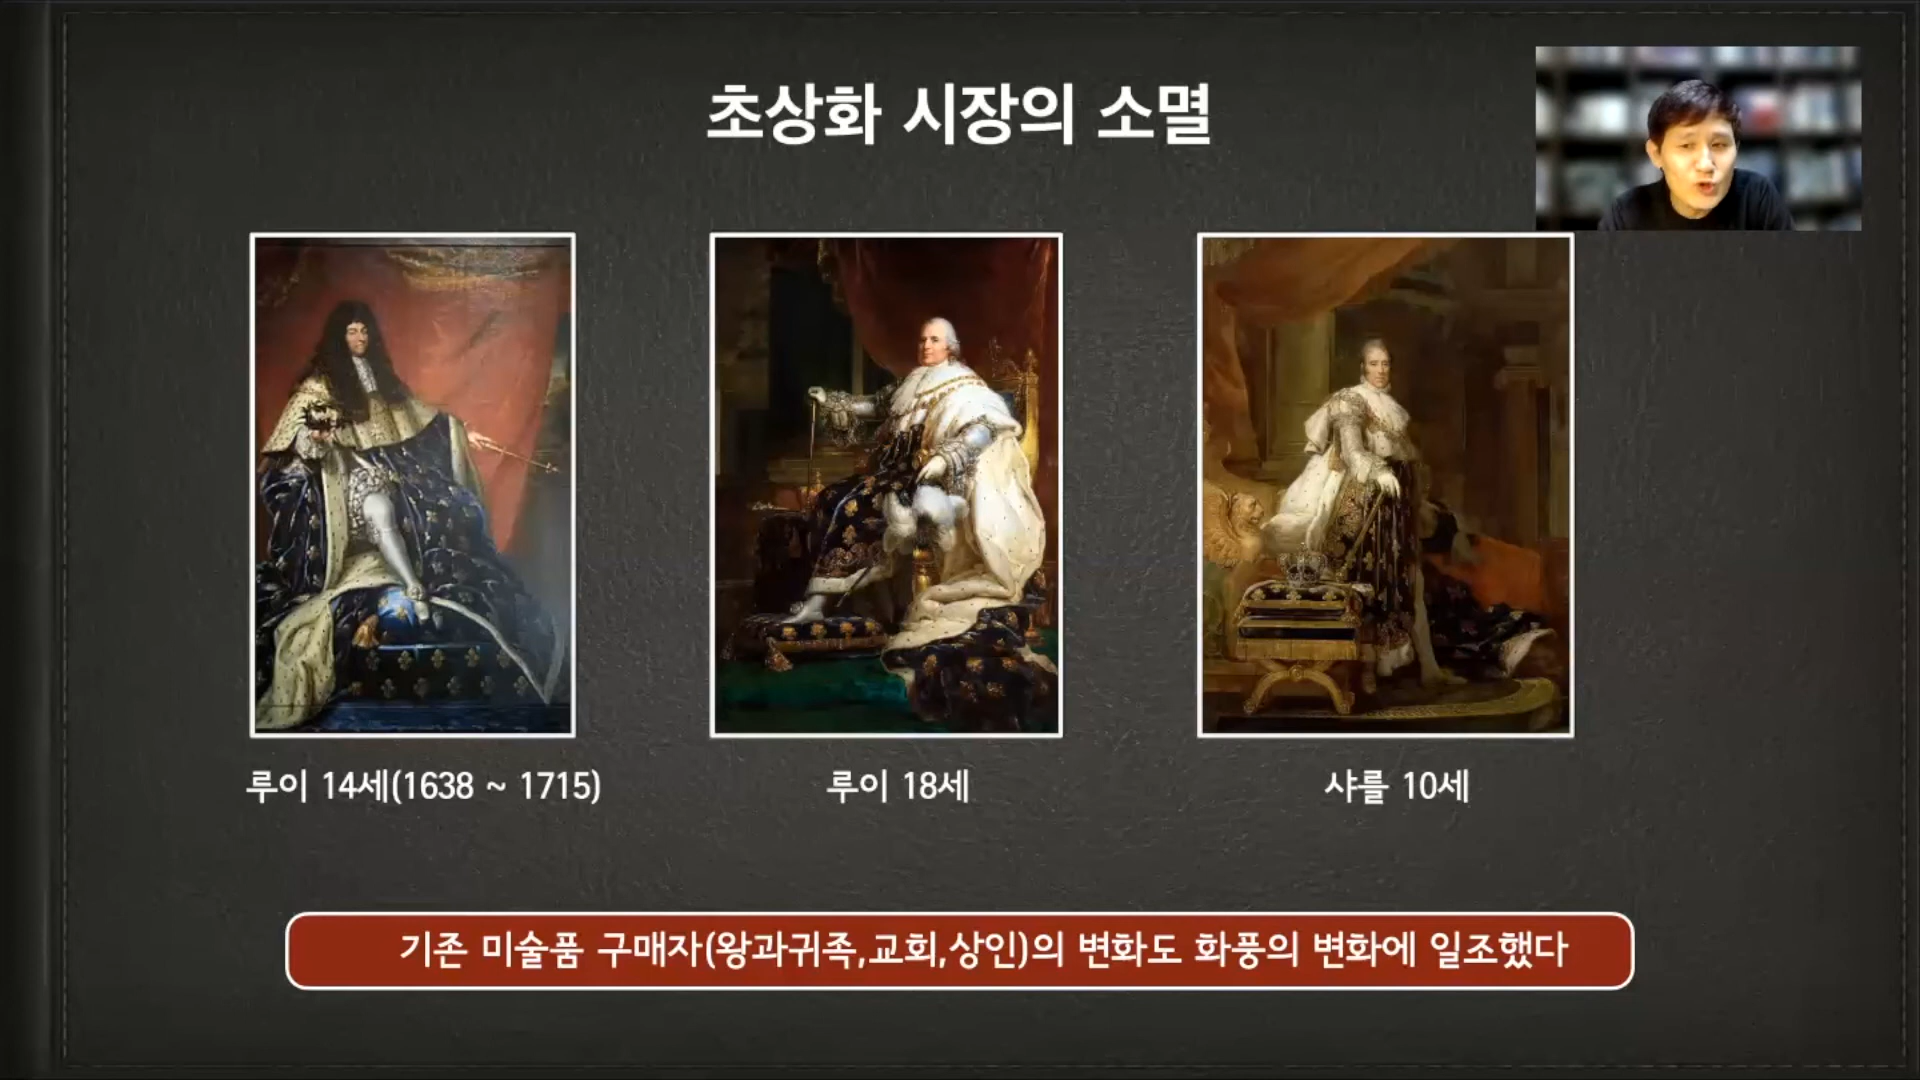 초상화 시장의 소멸
루이 14세(1638 ~ 1715)
루이 18세
샤를 10세
기존 미술품 구매자(왕과귀족,교회,상인)의 변화도 화풍의 변화에 일조했다